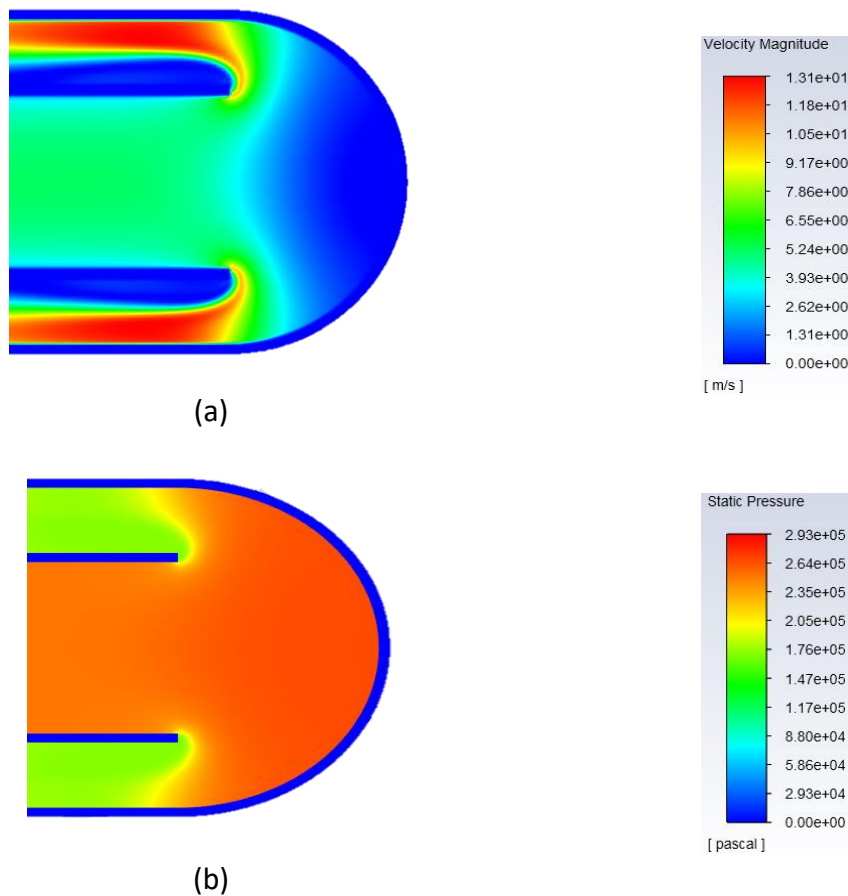 Velocity Magnitude
1.31e+01
1.18e+01
1.05e+01
9.17e+00
7.86e+00
6.55e+00
5.24e+00
3.93e+00
2.62e+00
1.31e+00
0.00e+00
[ m/s ]
(a)
Static Pressure
2.93e+05
2.64e+05
2.35e+05
2.05e+05
1.76e+05
1.47e+05
1.17e+05
8.80e+04
5.86e+04
2.93e+04
0.00e+00
[ pascal ]
(b)